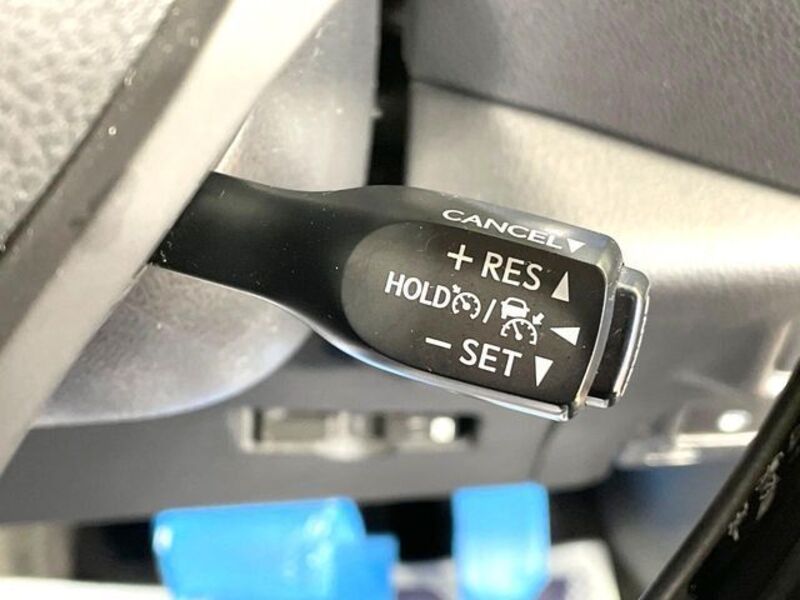 CANCEL▼
+ RES ▲
HOLD / ◀
- SET ▼